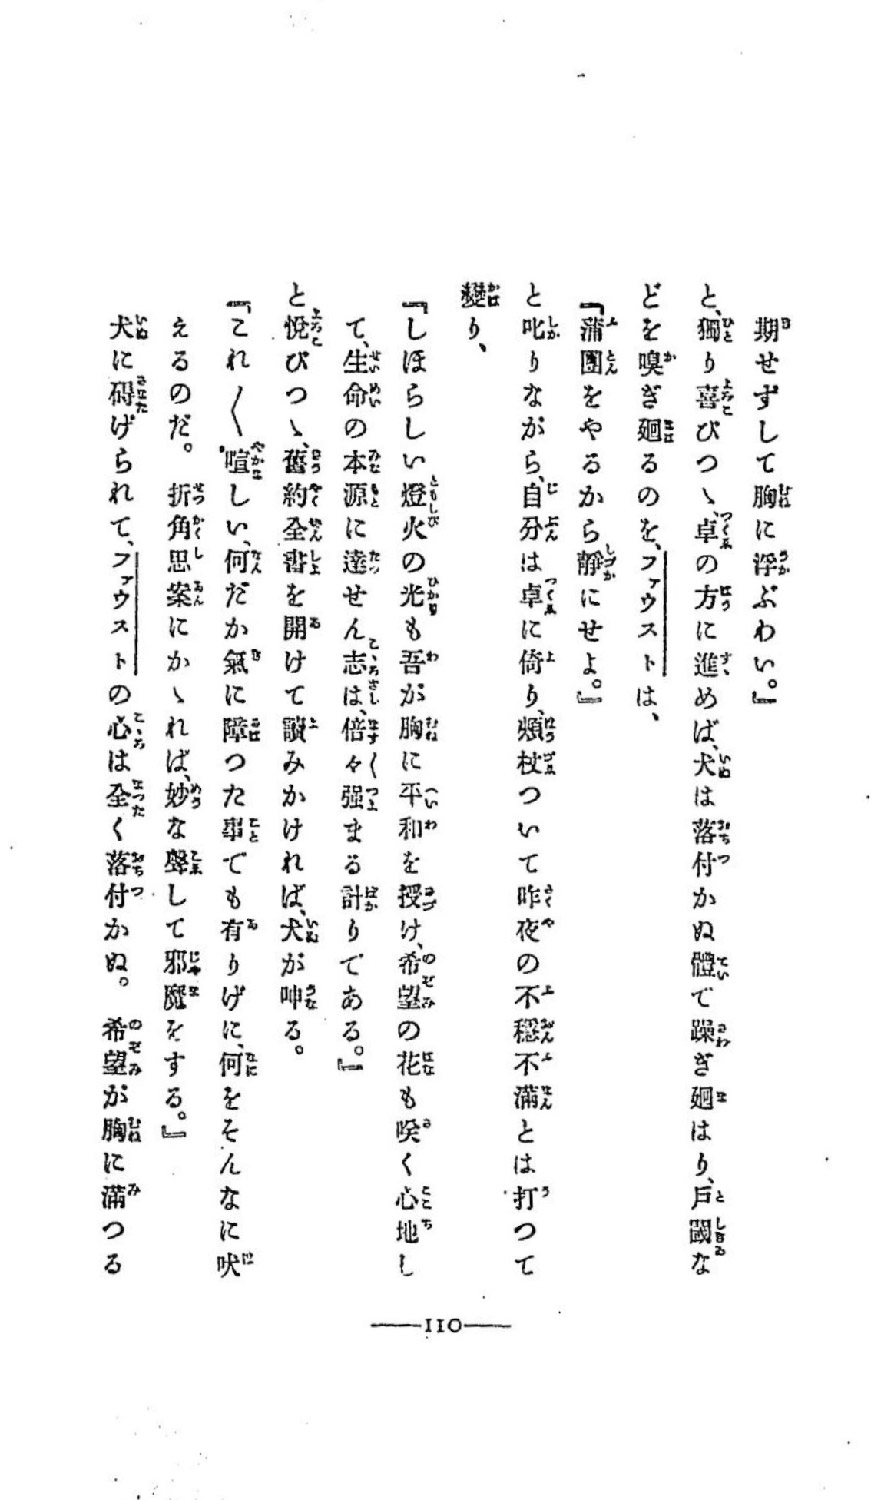 期せずして胸に浮ぶわい。』
と、獨り喜びつゝ、卓の方に進めば、犬は落付かぬ體で躁ぎ廻はり、戸閾な
どを嗅ぎ廻るのを、ファウストは、
『蒲團をやるから靜にせよ。』
と叱りながら、自分は卓に倚り、頰杖ついて昨夜の不穩不滿とは打つて
變り、
『しほらしい燈火の光も吾が胸に平和を授け、希望の花も咲く心地し
て、生命の本源に達せん志は、倍々强まる計りである。』
と悅びつゝ、舊約全書を開けて讀みかければ、犬が呻る。
『これ〱喧しい、何だか氣に障つた事でも有りげに、何をそんなに吠
えるのだ。折角思案にかゝれば、妙な聲して邪魔をする。』
犬に碍げられて、ファウストの心は全く落付かぬ。希望が胸に滿つる
110